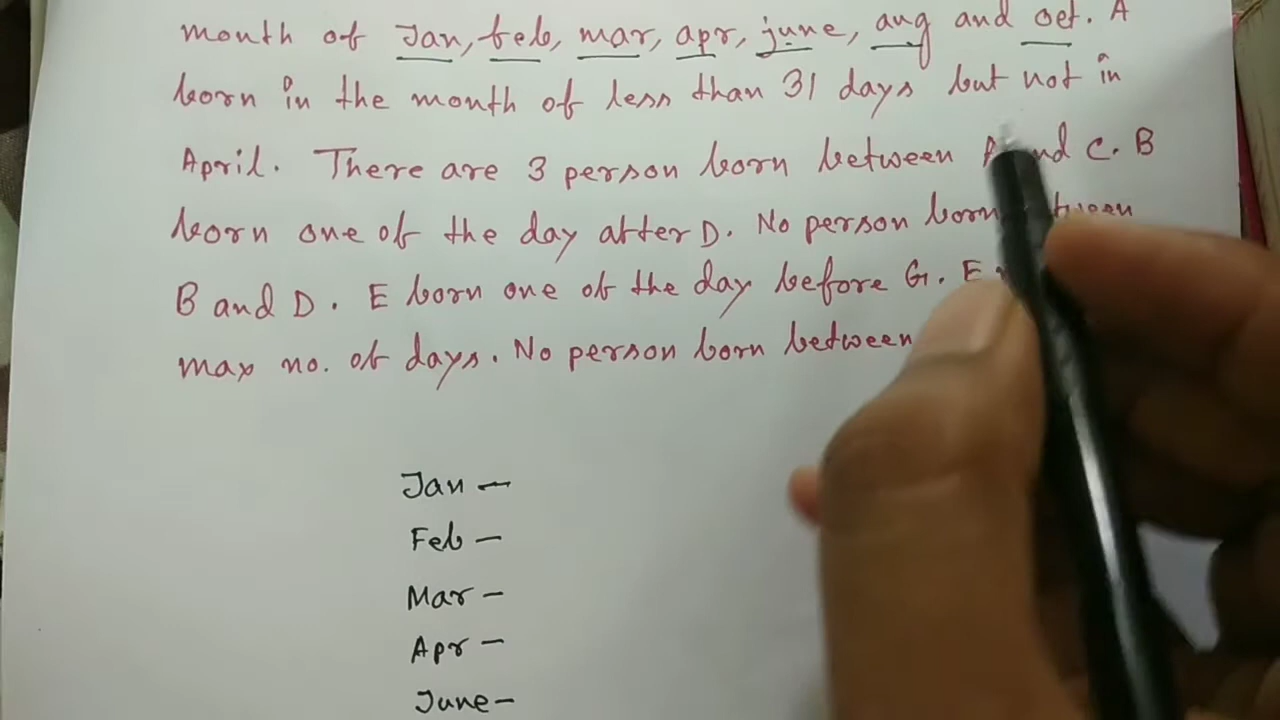 month of Jan, feb, mar, apr, june, aug and oct. A
born in the month of less than 31 days but not in
April. There are 3 person born between A and C. B
born one of the day after D. No person born between
B and D. E born one of the day before G. E
max no. of days. No person born between
Jan -
Feb -
Mar -
Apr -
June -